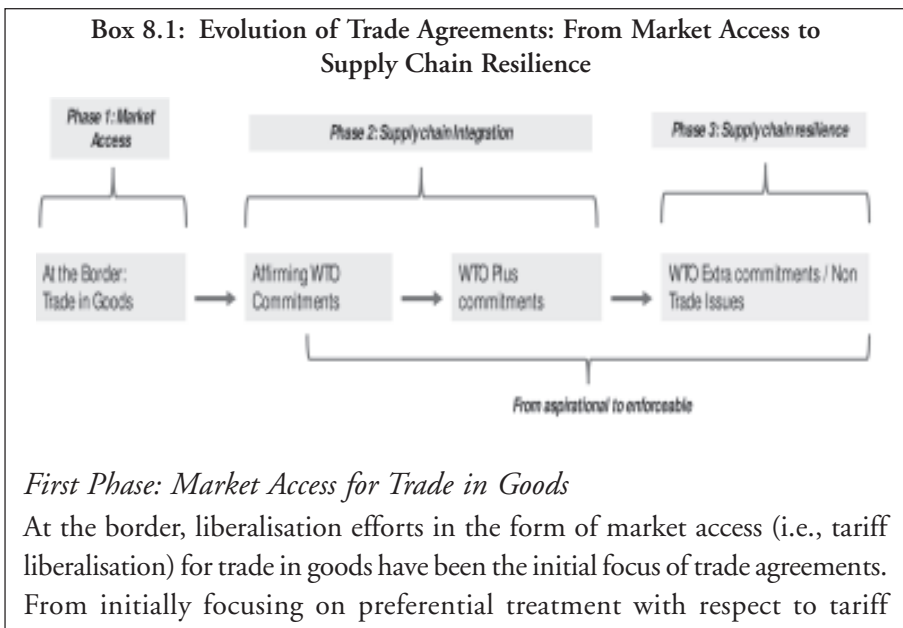 Box 8.1: Evolution of Trade Agreements: From Market Access to
Supply Chain Resilience
Phase 1: Market
Access
Phase 2: Supply chain Integration
Phase 3: Supply chain resilience
At the Border:
Trade in Goods
Affirming WTO
Commitments
WTO Plus
commitments
WTO Extra commitments / Non
Trade Issues
From aspirational to enforceable
First Phase: Market Access for Trade in Goods
At the border, liberalisation efforts in the form of market access (i.e., tariff
liberalisation) for trade in goods have been the initial focus of trade agreements.
From initially focusing on preferential treatment with respect to tariff